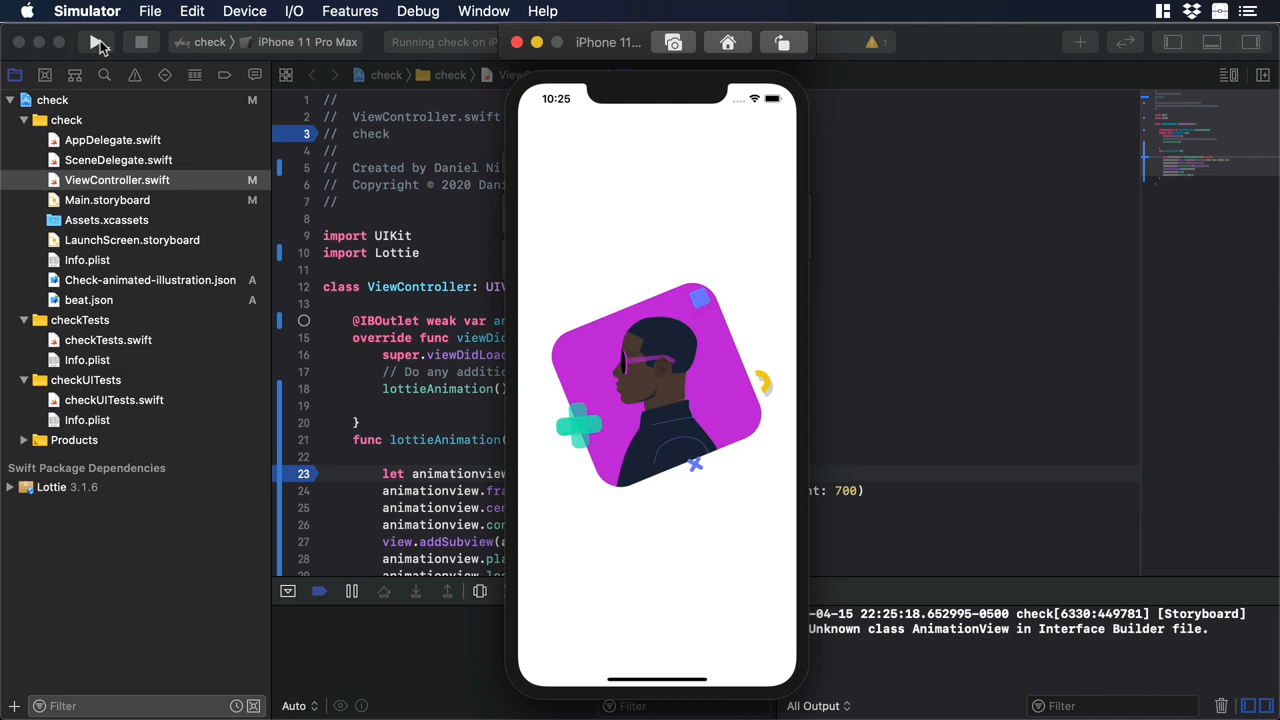 Simulator File Edit Device I/O Features Debug Window Help
check iPhone 11 Pro Max Running check on iP iPhone 11... 1
check check
10:25
check M
check
AppDelegate.swift
SceneDelegate.swift
ViewController.swift M
Main.storyboard M
Assets.xcassets
LaunchScreen.storyboard
Info.plist
Check-animated-illustration.json A
beat.json A
checkTests
checkTests.swift
Info.plist
checkUITests
checkUITests.swift
Info.plist
Products
Swift Package Dependencies
Lottie 3.1.6
Filter
1 //
2 // ViewController.swift
3 // check
4 //
5 // Created by Daniel Ni
6 // Copyright © 2020 Dani
7 //
8
9 import UIKit
10 import Lottie
11
12 class ViewController: UIV
13
@IBOutlet weak var an
15 override func viewDid
16 super.viewDidLoad
17 // Do any additio
18 lottieAnimation()
19
20 }
21 func lottieAnimation(
22
23 let animationview
24 animationview.fra nt: 700)
25 animationview.cen
26 animationview.con
27 view.addSubview(a
28 animationview.pla
29 animationview.loo
-04-15 22:25:18.652995-0500 check[6330:449781] [Storyboard]
Unknown class AnimationView in Interface Builder file.
Auto Filter All Output Filter